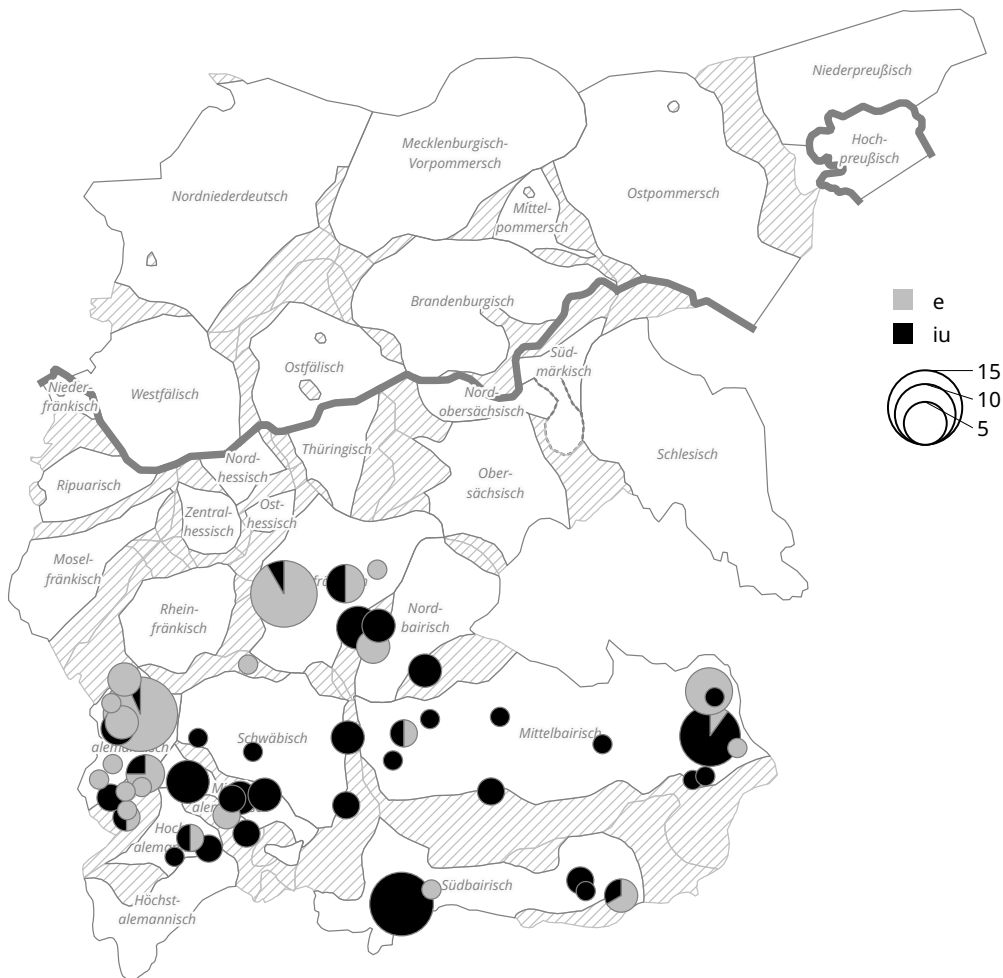 Niederpreußisch
Hoch-
preußisch
Mecklenburgisch-
Vorpommersch
Nordniederdeutsch
Ostpommersch
Mittel-
pommersch
Brandenburgisch
e
iu
15
10
5
Süd-
märkisch
Ostfälisch
Nieder-
fränkisch
Westfälisch
Nord-
obersächsisch
Thüringisch
Nord-
hessisch
Schlesisch
Ober-
sächsisch
Ripuarisch
Ost-
hessisch
Zentral-
hessisch
Mosel-
fränkisch
Rhein-
fränkisch
Nord-
bairisch
Schwäbisch
Mittelbairisch
Südbairisch
Höchst-
alemannisch